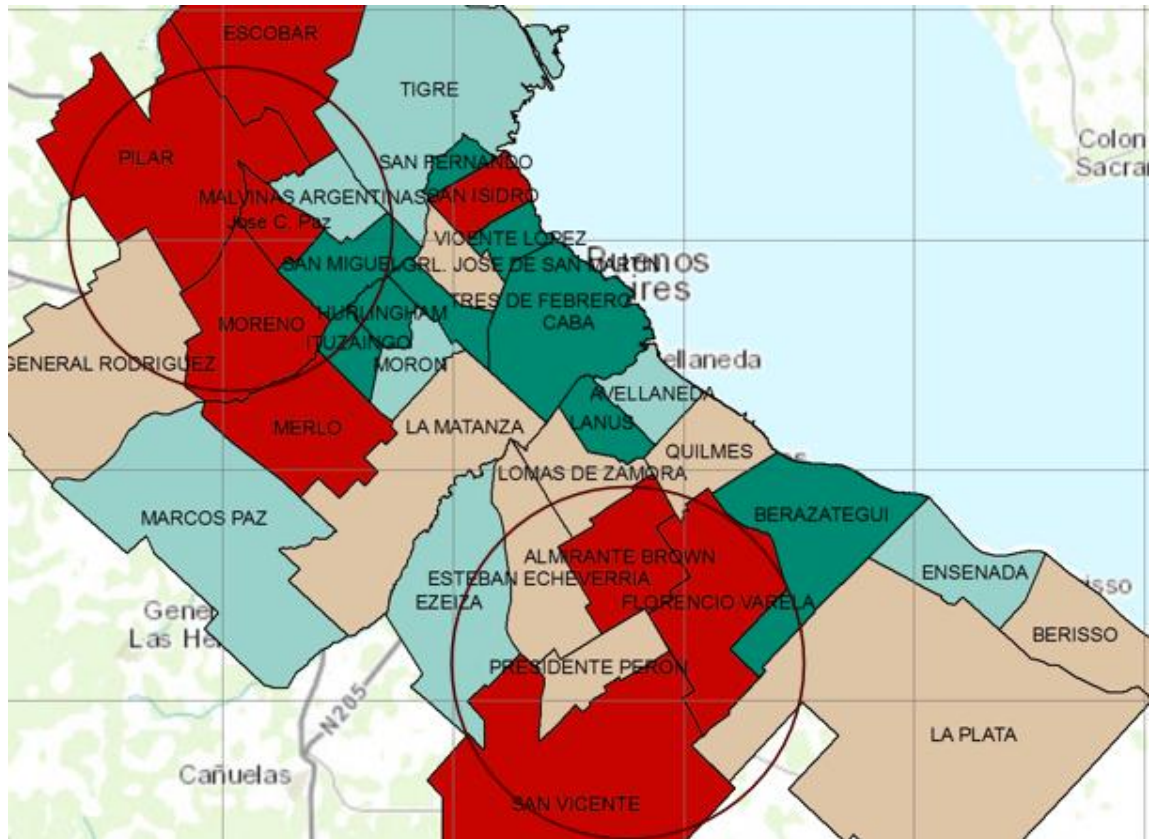 ESCOBAR
TIGRE
Colon
PILAR
SAN FERNANDO
Sacra
MALVINAS ARGENTINAS
SAN ISIDRO
Jose C. Paz
VICENTE LOPEZ
SAN MIGUEL
GRL. JOSE DE SAN MARTIN
Buenos
ires
TRES DE FEBRERO
HURLINGHAM
MORENO
CABA
ITUZAINGO
GENERAL RODRIGUEZ
MORON
ellaneda
AVELLANEDA
LANUS
MERLO
LA MATANZA
QUILMES
LOMAS DE ZAMORA
MARCOS PAZ
BERAZATEGUI
ALMIRANTE BROWN
ESTEBAN ECHEVERRIA
ENSENADA
isso
EZEIZA
FLORENCIO VARELA
Gene
Las He
BERISSO
PRESIDENTE PERON
N205
LA PLATA
Cañuelas
SAN VICENTE